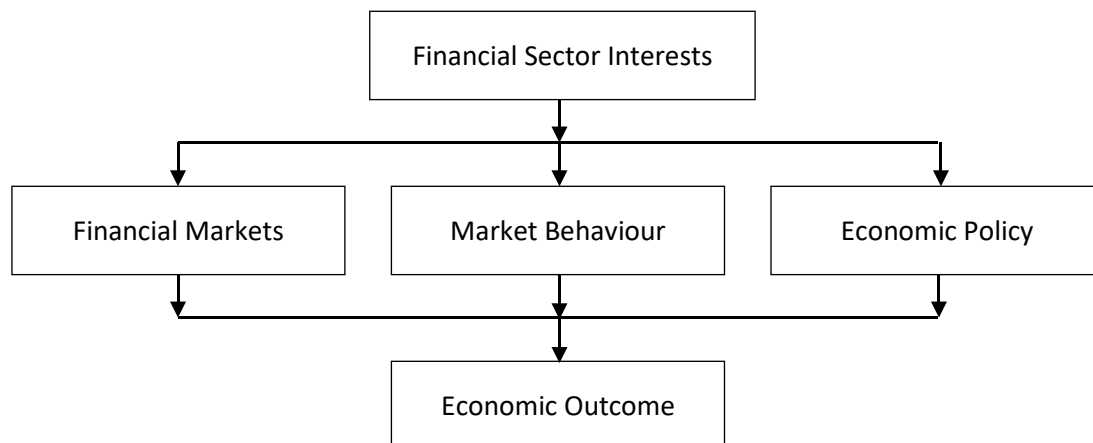 Financial Sector Interests
Financial Markets
Market Behaviour
Economic Policy
Economic Outcome